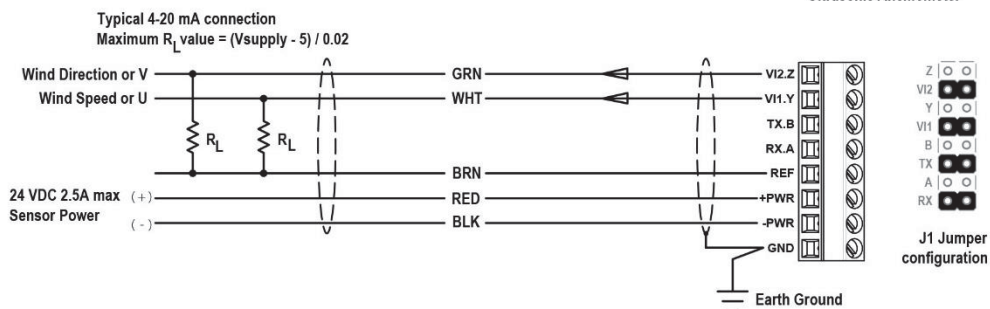 Typical 4-20 mA connection
Maximum RL value = (Vsupply - 5) / 0.02
Wind Direction or V
GRN
VI2.Z
Wind Speed or U
WHT
VI1.Y
TX.B
RL
RL
RX.A
BRN
REF
24 VDC 2.5A max (+)
RED
+PWR
Sensor Power
(-)
BLK
-PWR
GND
Earth Ground
Z
VI2
Y
VI1
B
TX
A
RX
J1 Jumper
configuration